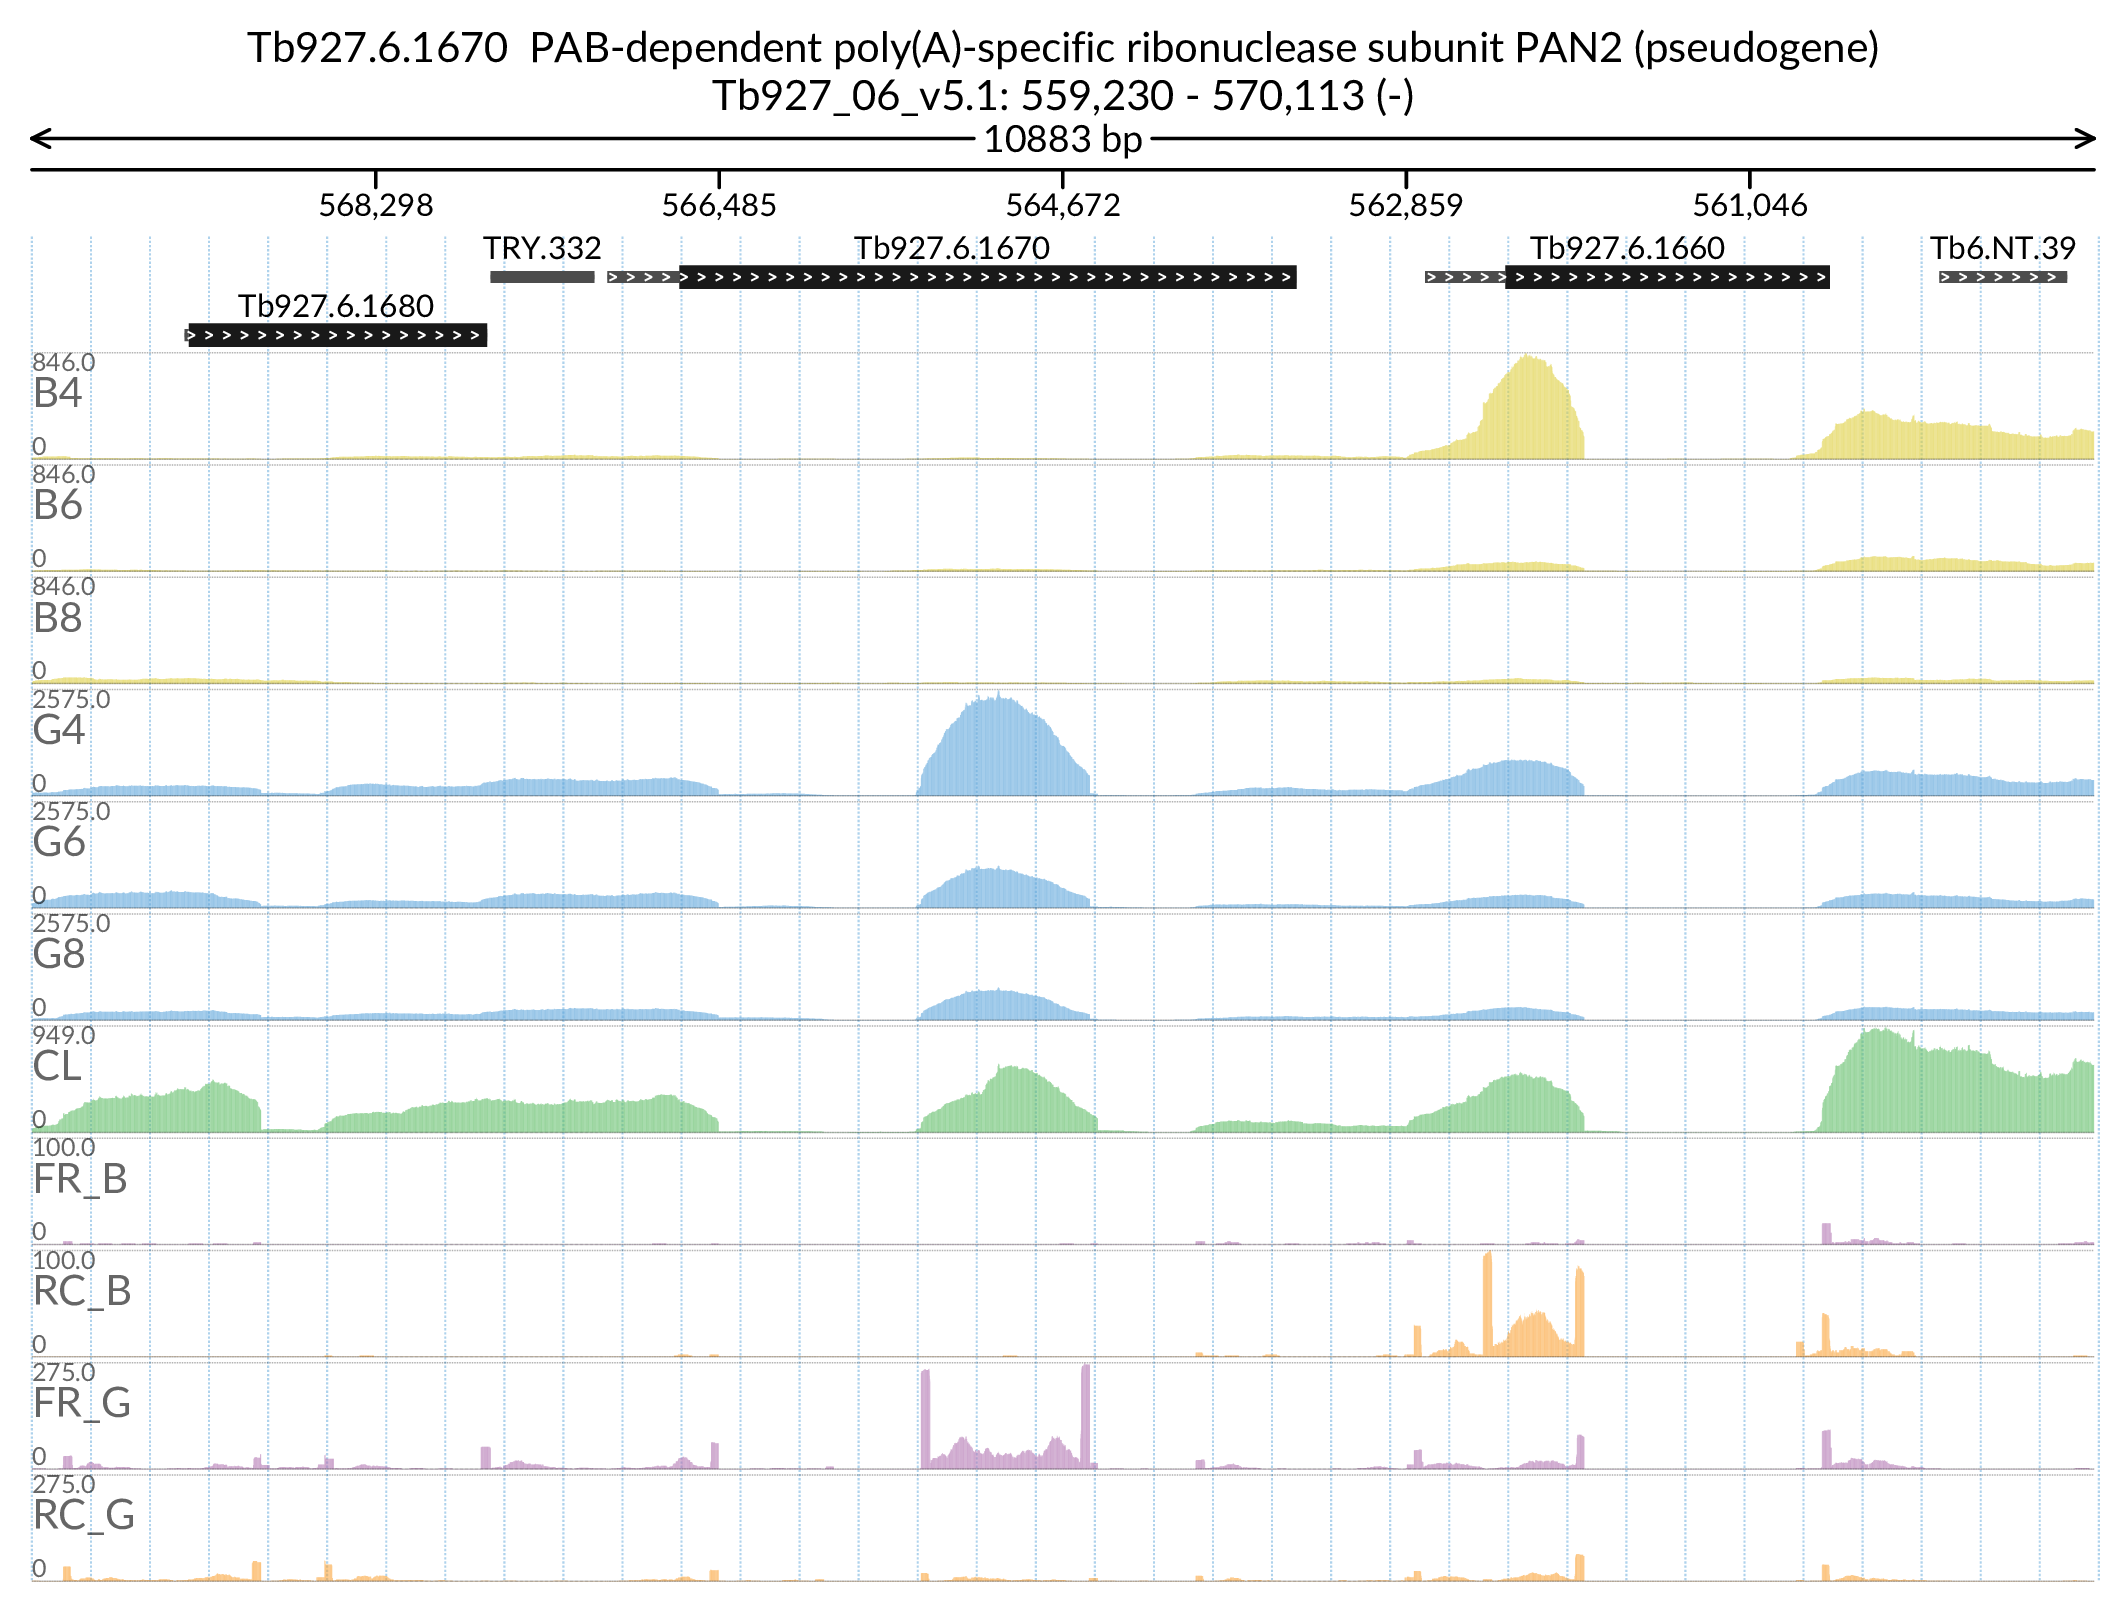 Tb927.6.1670  PAB-dependent poly(A)-specific ribonuclease subunit PAN2 (pseudogene)
Tb927_06_v5.1: 559,230 - 570,113 (-)
10883 bp
568,298 566,485 564,672 562,859 561,046
TRY.332 Tb927.6.1670 Tb927.6.1660 Tb6.NT.39
Tb927.6.1680
846.0
B4
0
846.0
B6
0
846.0
B8
0
2575.0
G4
0
2575.0
G6
0
2575.0
G8
0
949.0
CL
0
100.0
FR_B
0
100.0
RC_B
0
275.0
FR_G
0
275.0
RC_G
0